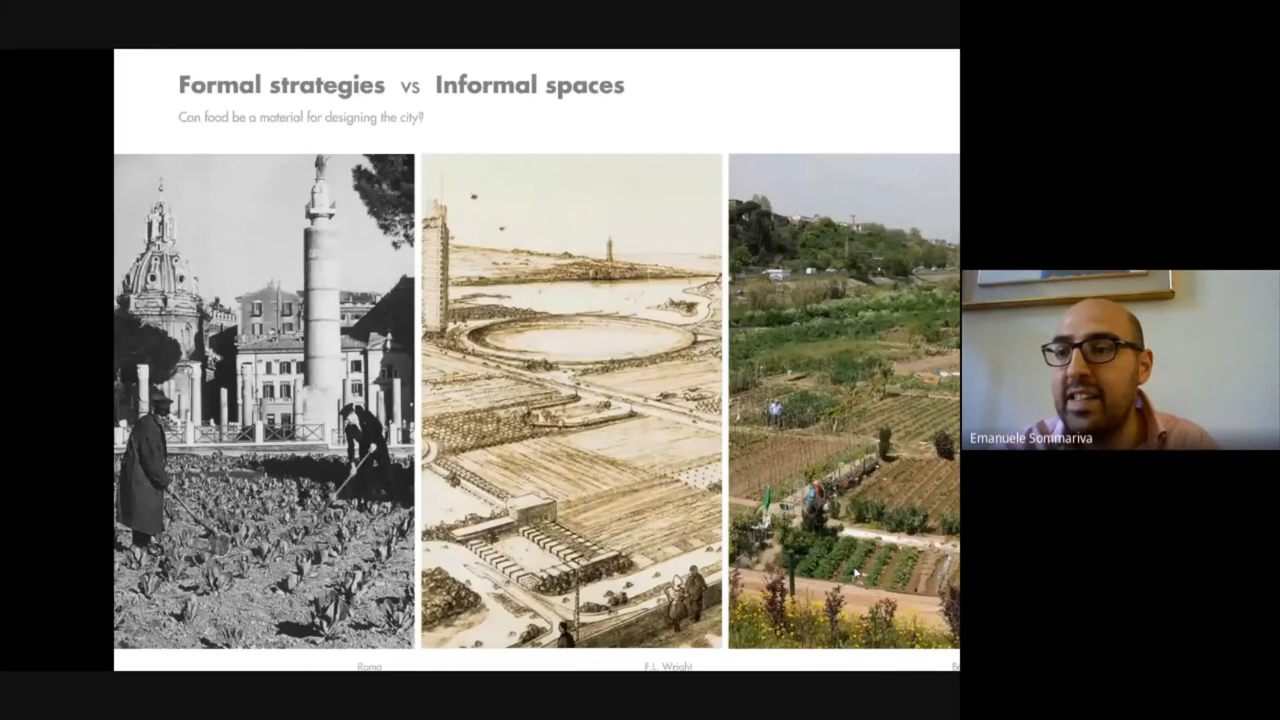 Formal strategies vs Informal spaces
Can food be a material for designing the city?
Emanuele Sommariva
Roma
F.L. Wright